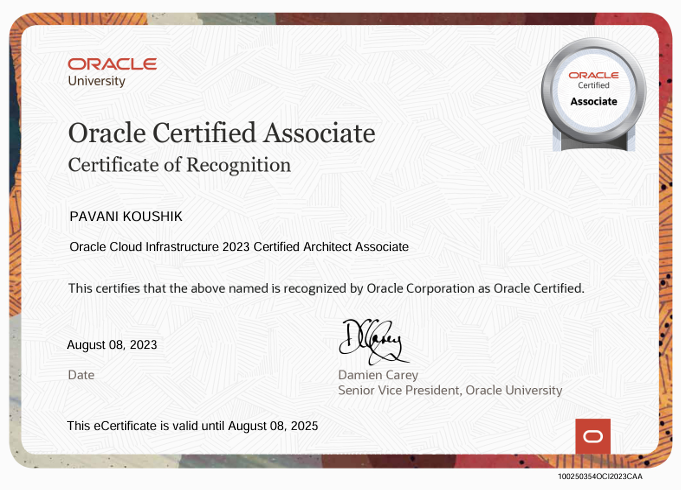 ORACLE
University
ORACLE
Certified
Associate
Oracle Certified Associate
Certificate of Recognition
PAVANI KOUSHIK
Oracle Cloud Infrastructure 2023 Certified Architect Associate
This certifies that the above named is recognized by Oracle Corporation as Oracle Certified.
DCarey
August 08, 2023
Date
Damien Carey
Senior Vice President, Oracle University
This eCertificate is valid until August 08, 2025
100250354OCI2023CAA